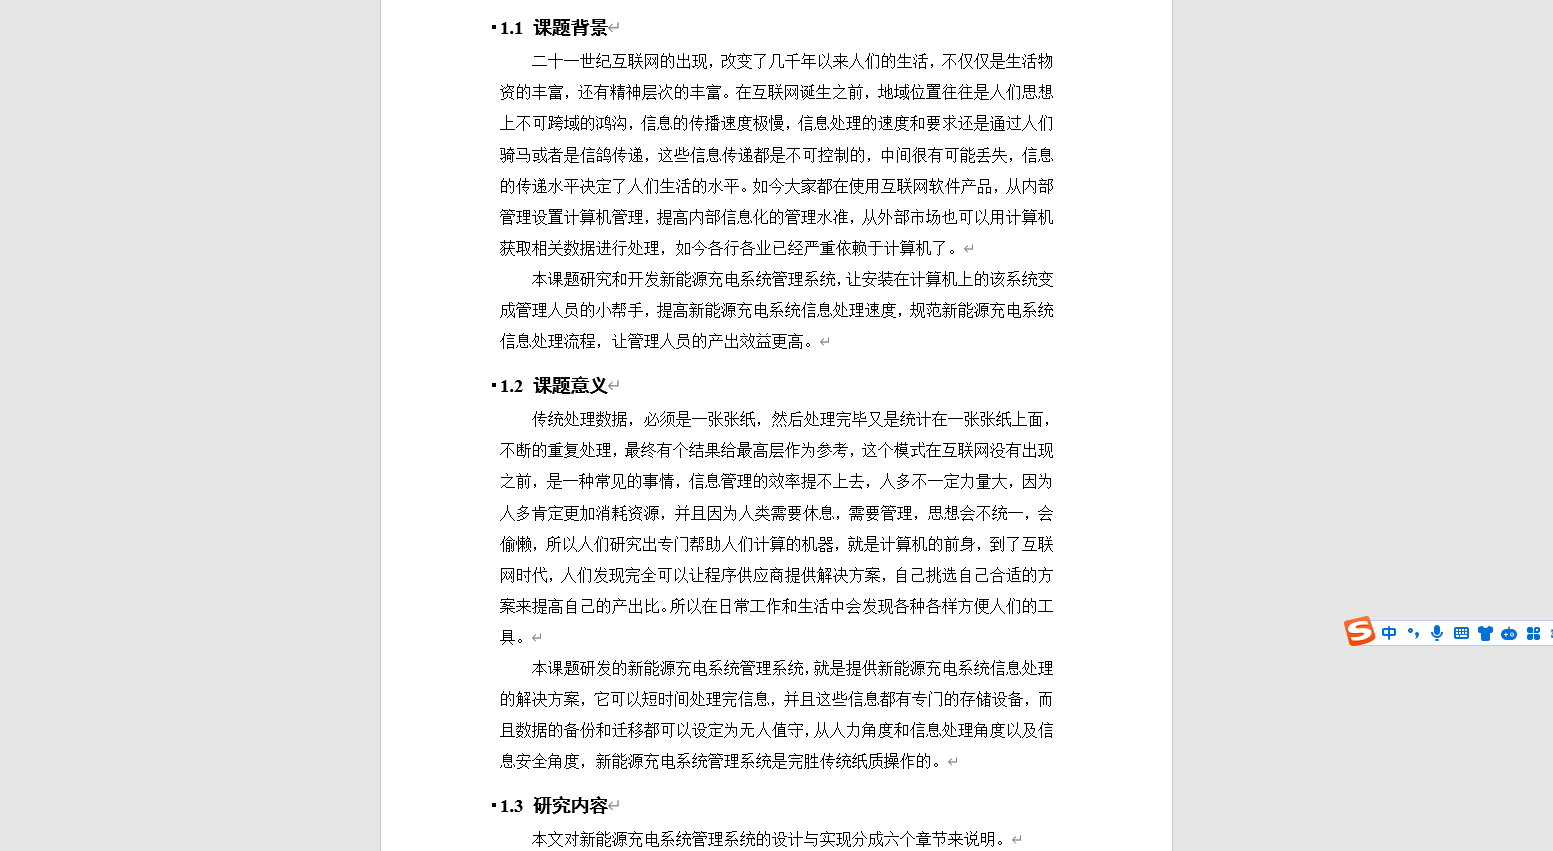 1.1 课题背景
二十一世纪互联网的出现，改变了几千年以来人们的生活，不仅仅是生活物
资的丰富，还有精神层次的丰富。在互联网诞生之前，地域位置往往是人们思想
上不可跨域的鸿沟，信息的传播速度极慢，信息处理的速度和要求还是通过人们
骑马或者是信鸽传递，这些信息传递都是不可控制的，中间很有可能丢失，信息
的传递水平决定了人们生活的水平。如今大家都在使用互联网软件产品，从内部
管理设置计算机管理，提高内部信息化的管理水准，从外部市场也可以用计算机
获取相关数据进行处理，如今各行各业已经严重依赖于计算机了。
本课题研究和开发新能源充电系统管理系统，让安装在计算机上的该系统变
成管理人员的小帮手，提高新能源充电系统信息处理速度，规范新能源充电系统
信息处理流程，让管理人员的产出效益更高。
1.2 课题意义
传统处理数据，必须是一张张纸，然后处理完毕又是统计在一张张纸上面，
不断的重复处理，最终有个结果给最高层作为参考，这个模式在互联网没有出现
之前，是一种常见的事情，信息管理的效率提不上去，人多不一定力量大，因为
人多肯定更加消耗资源，并且因为人类需要休息，需要管理，思想会不统一，会
偷懒，所以人们研究出专门帮助人们计算的机器，就是计算机的前身，到了互联
网时代，人们发现完全可以让程序供应商提供解决方案，自己挑选自己合适的方
案来提高自己的产出比。所以在日常工作和生活中会发现各种各样方便人们的工
具。
本课题研发的新能源充电系统管理系统，就是提供新能源充电系统信息处理
的解决方案，它可以短时间处理完信息，并且这些信息都有专门的存储设备，而
且数据的备份和迁移都可以设定为无人值守，从人力角度和信息处理角度以及信
息安全角度，新能源充电系统管理系统是完胜传统纸质操作的。
1.3 研究内容
本文对新能源充电系统管理系统的设计与实现分成六个章节来说明。
中